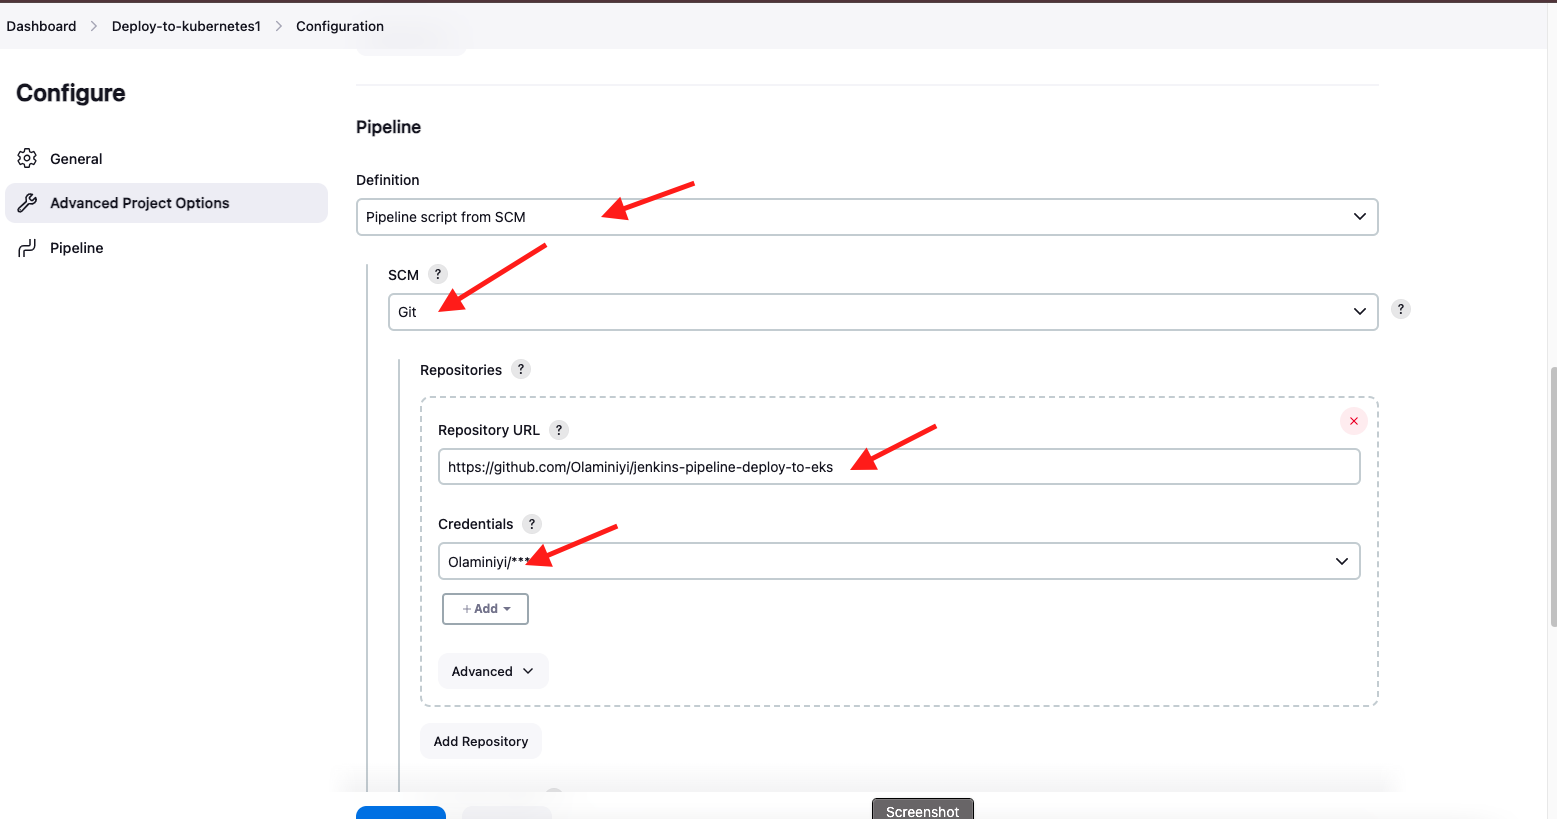 Dashboard > Deploy-to-kubernetes1 > Configuration
Configure
General
Advanced Project Options
Pipeline
Pipeline
Definition
Pipeline script from SCM
SCM ?
Git
?
Repositories ?
Repository URL ?
https://github.com/Olaminiyi/jenkins-pipeline-deploy-to-eks
Credentials ?
Olaminiyi/***
+ Add
Advanced
Add Repository
Screenshot